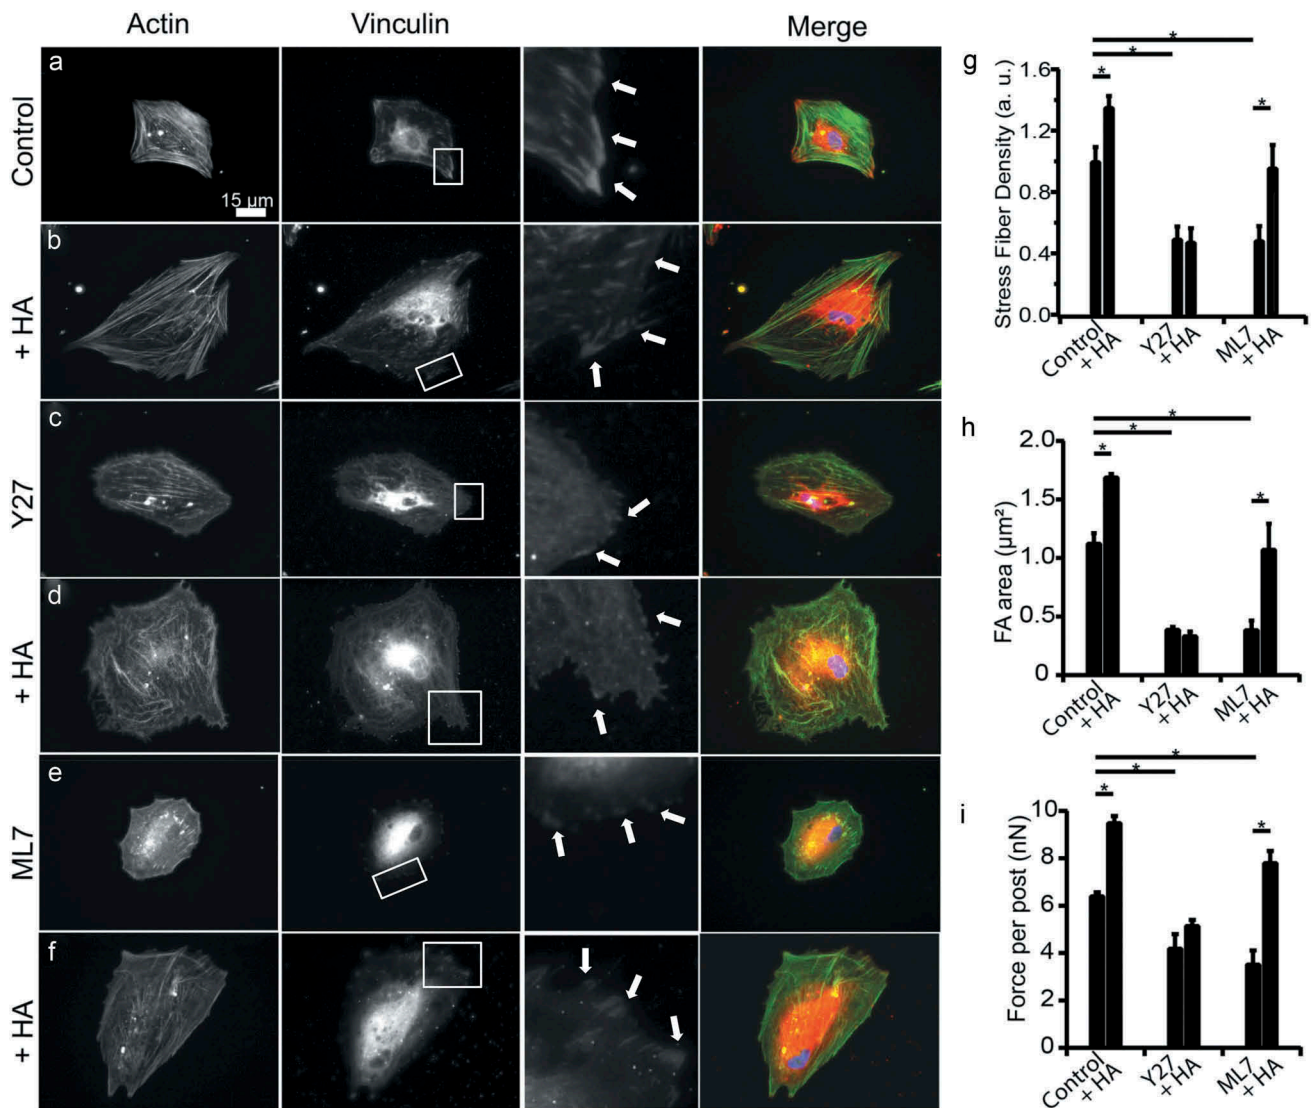 Actin Vinculin Merge
a
Control
15 µm
b
+ HA
c
Y27
d
+ HA
e
ML7
f
+ HA
g
Stress Fiber Density (a. u.)
1.6
1.2
0.8
0.4
0.0
* * * *
Control
+ HA
Y27
+ HA
ML7
+ HA
h
FA area (µm²)
2.0
1.5
1.0
0.5
0
* * * *
Control
+ HA
Y27
+ HA
ML7
+ HA
i
Force per post (nN)
10
8
6
4
2
0
* * * *
Control
+ HA
Y27
+ HA
ML7
+ HA